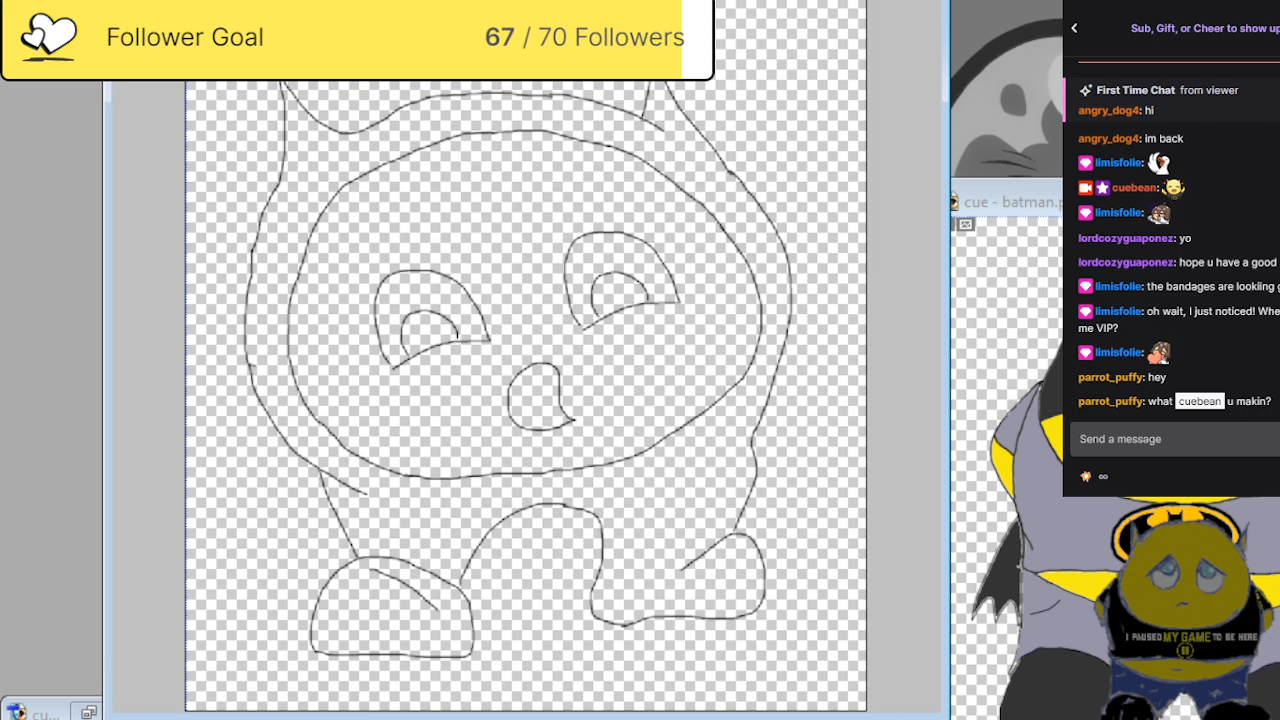 Follower Goal 67 / 70 Followers
Sub, Gift, or Cheer to show up
First Time Chat from viewer
angry_dog4: hi
angry_dog4: im back
limisfolie:
cuebean:
limisfolie:
lordcozyguaponez: yo
lordcozyguaponez: hope u have a good
limisfolie: the bandages are lookiing g
limisfolie: oh wait, I just noticed! Whe
me VIP?
limisfolie:
parrot_puffy: hey
parrot_puffy: what cuebean u makin?
Send a message
∞
cue - batman.p
I PAUSED MY GAME TO BE HERE
cu...